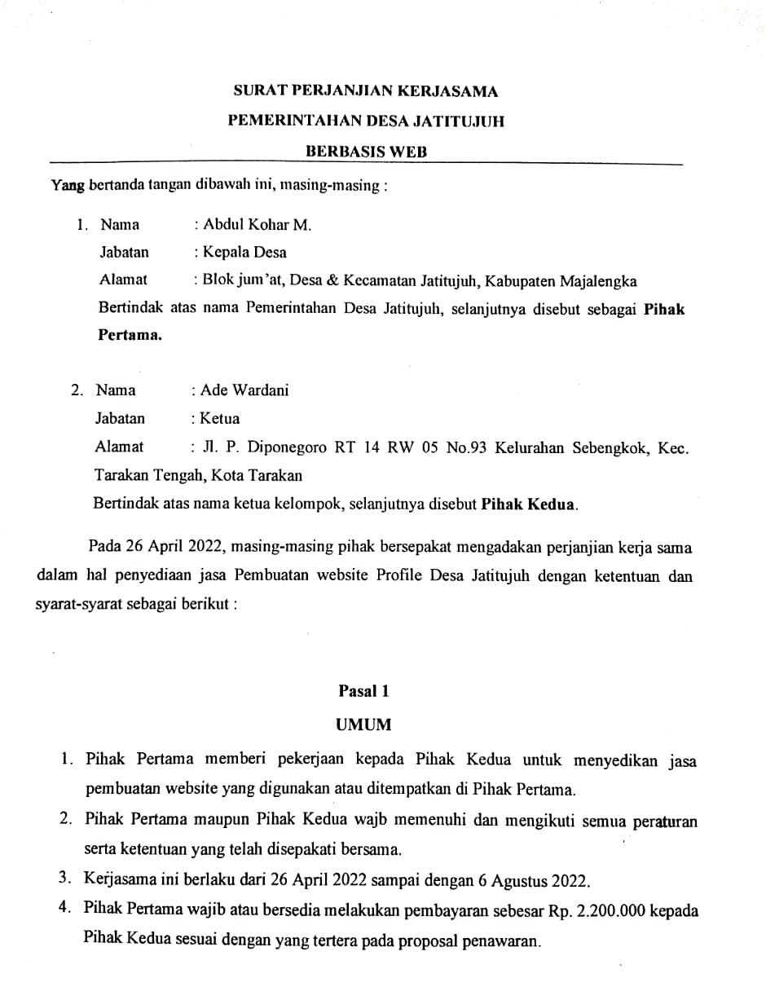 SURAT PERJANJIAN KERJASAMA
PEMERINTAHAN DESA JATITUJUH
BERBASIS WEB
Yang bertanda tangan dibawah ini, masing-masing :
1. Nama : Abdul Kohar M.
Jabatan : Kepala Desa
Alamat : Blok jum'at, Desa & Kecamatan Jatitujuh, Kabupaten Majalengka
Bertindak atas nama Pemerintahan Desa Jatitujuh, selanjutnya disebut sebagai Pihak
Pertama.
2. Nama : Ade Wardani
Jabatan : Ketua
Alamat : Jl. P. Diponegoro RT 14 RW 05 No.93 Kelurahan Sebengkok, Kec.
Tarakan Tengah, Kota Tarakan
Bertindak atas nama ketua kelompok, selanjutnya disebut Pihak Kedua.
Pada 26 April 2022, masing-masing pihak bersepakat mengadakan perjanjian kerja sama
dalam hal penyediaan jasa Pembuatan website Profile Desa Jatitujuh dengan ketentuan dan
syarat-syarat sebagai berikut :
Pasal 1
UMUM
1. Pihak Pertama memberi pekerjaan kepada Pihak Kedua untuk menyedikan jasa
pembuatan website yang digunakan atau ditempatkan di Pihak Pertama.
2. Pihak Pertama maupun Pihak Kedua wajb memenuhi dan mengikuti semua peraturan
serta ketentuan yang telah disepakati bersama.
3. Kerjasama ini berlaku dari 26 April 2022 sampai dengan 6 Agustus 2022.
4. Pihak Pertama wajib atau bersedia melakukan pembayaran sebesar Rp. 2.200.000 kepada
Pihak Kedua sesuai dengan yang tertera pada proposal penawaran.